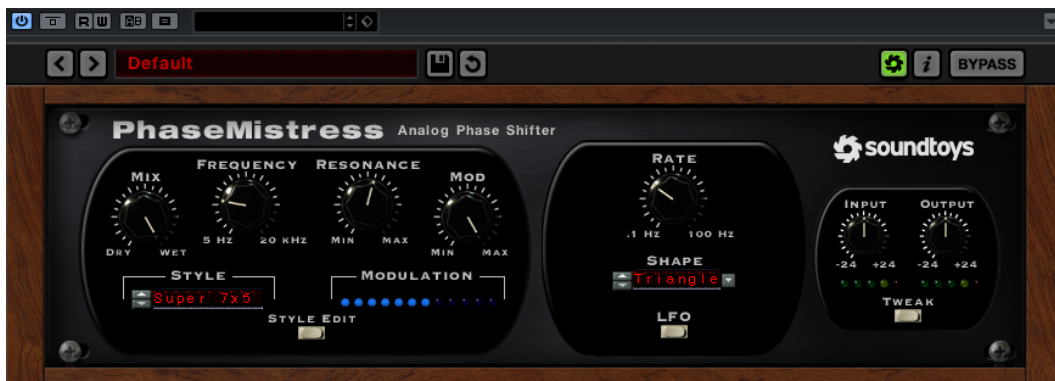 R W AB
Default
i BYPASS
PhaseMistress Analog Phase Shifter
soundtoys
MIX FREQUENCY RESONANCE MOD
DRY WET 5 HZ 20 KHZ MIN MAX MIN MAX
STYLE MODULATION
Super 7x5
STYLE EDIT
RATE
.1 HZ 100 HZ
SHAPE
Triangle
LFO
INPUT OUTPUT
-24 +24 -24 +24
TWEAK